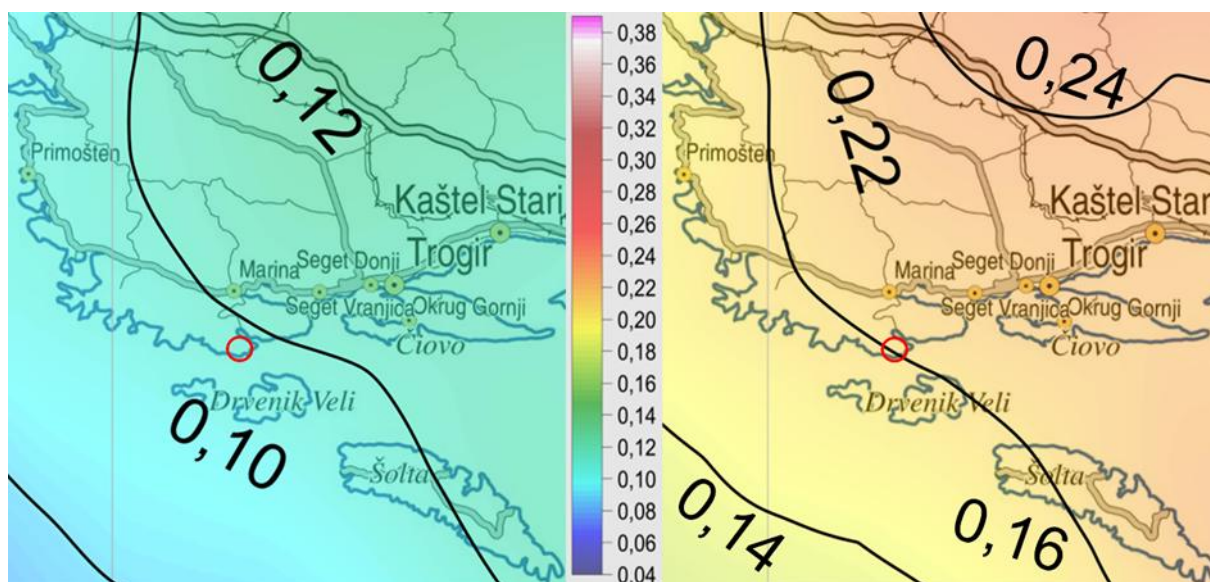 0,12
Primošten
Kaštel Stari
Trogir
Seget Donji
Marina
Seget Vranjica
Okrug Gornji
Čiovo
Drvenik Veli
0,10
Šolta
0,38
0,36
0,34
0,32
0,30
0,28
0,26
0,24
0,22
0,20
0,18
0,16
0,14
0,12
0,10
0,08
0,06
0.04
0,24
0,22
Primošten
Kaštel Stari
Trogir
Seget Donji
Marina
Seget Vranjica
Okrug Gornji
Čiovo
Drvenik Veli
Šolta
0,14
0,16